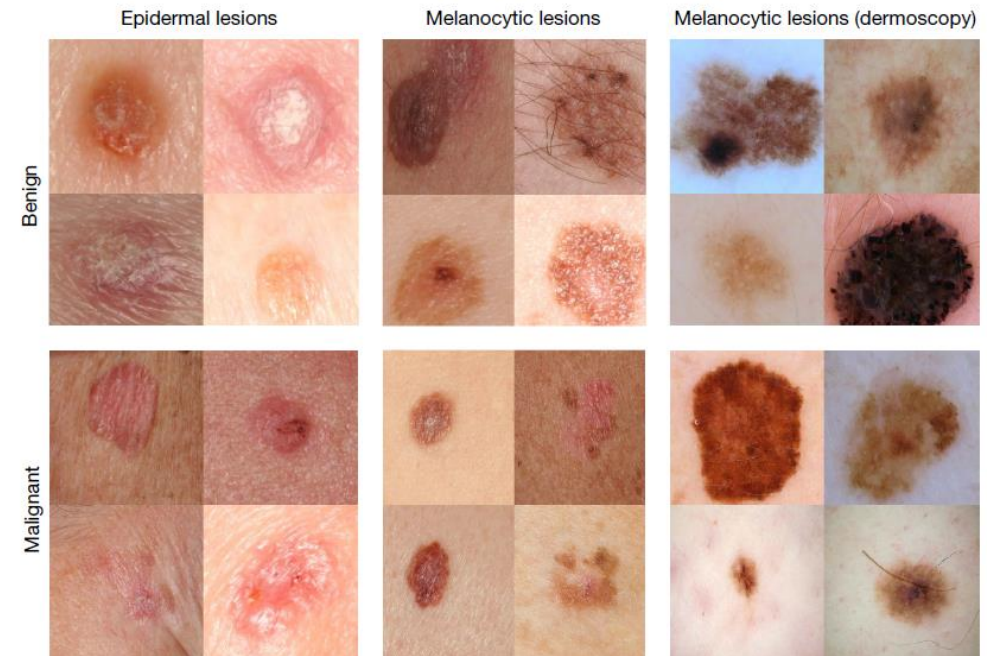 Epidermal lesions
Melanocytic lesions
Melanocytic lesions (dermoscopy)
Benign
Malignant